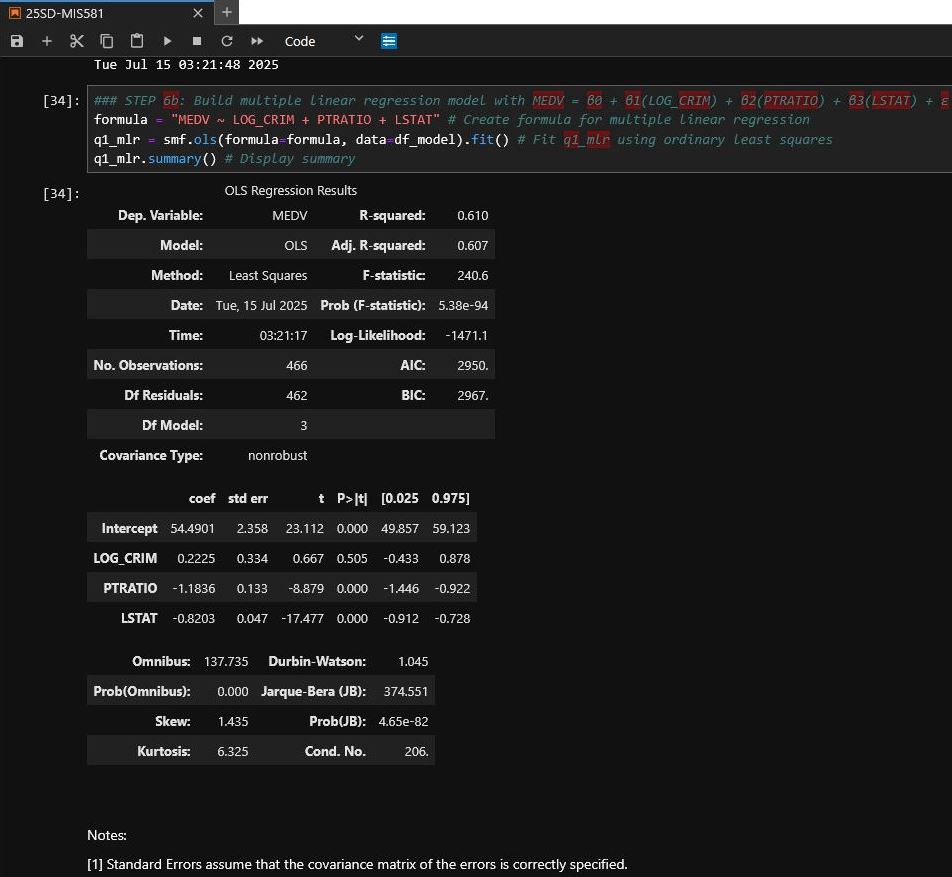 25SD-MIS581
Code
Tue Jul 15 03:21:48 2025
[34]: ### STEP 6b: Build multiple linear regression model with MEDV = β0 + β1(LOG_CRIM) + β2(PTRATIO) + β3(LSTAT) + ε
formula = "MEDV ~ LOG_CRIM + PTRATIO + LSTAT" # Create formula for multiple linear regression
q1_mlr = smf.ols(formula=formula, data=df_model).fit() # Fit q1_mlr using ordinary least squares
q1_mlr.summary() # Display summary
[34]: OLS Regression Results
Dep. Variable: MEDV R-squared: 0.610
Model: OLS Adj. R-squared: 0.607
Method: Least Squares F-statistic: 240.6
Date: Tue, 15 Jul 2025 Prob (F-statistic): 5.38e-94
Time: 03:21:17 Log-Likelihood: -1471.1
No. Observations: 466 AIC: 2950.
Df Residuals: 462 BIC: 2967.
Df Model: 3
Covariance Type: nonrobust
coef std err t P>|t| [0.025 0.975]
Intercept 54.4901 2.358 23.112 0.000 49.857 59.123
LOG_CRIM 0.2225 0.334 0.667 0.505 -0.433 0.878
PTRATIO -1.1836 0.133 -8.879 0.000 -1.446 -0.922
LSTAT -0.8203 0.047 -17.477 0.000 -0.912 -0.728
Omnibus: 137.735 Durbin-Watson: 1.045
Prob(Omnibus): 0.000 Jarque-Bera (JB): 374.551
Skew: 1.435 Prob(JB): 4.65e-82
Kurtosis: 6.325 Cond. No. 206.
Notes:
[1] Standard Errors assume that the covariance matrix of the errors is correctly specified.